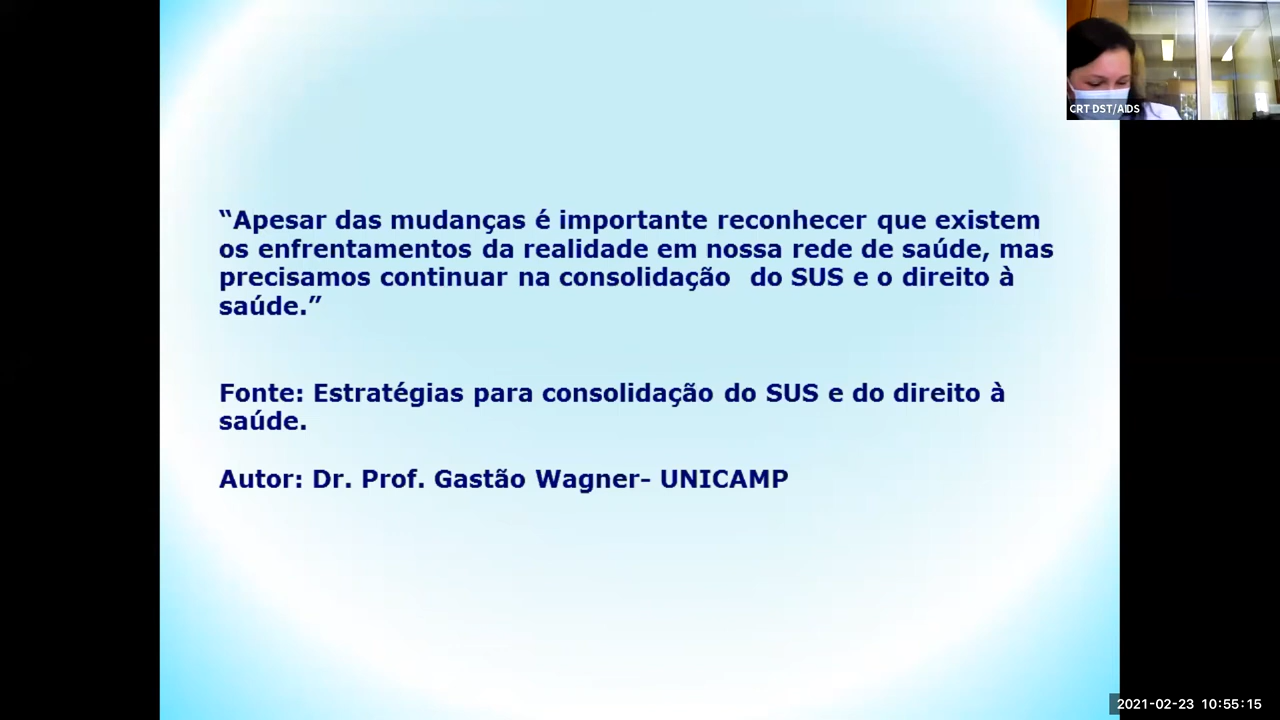 “Apesar das mudanças é importante reconhecer que existem
os enfrentamentos da realidade em nossa rede de saúde, mas
precisamos continuar na consolidação  do SUS e o direito à
saúde.”
Fonte: Estratégias para consolidação do SUS e do direito à
saúde.
Autor: Dr. Prof. Gastão Wagner- UNICAMP
CRT DST/AIDS
2021-02-23 10:55:15